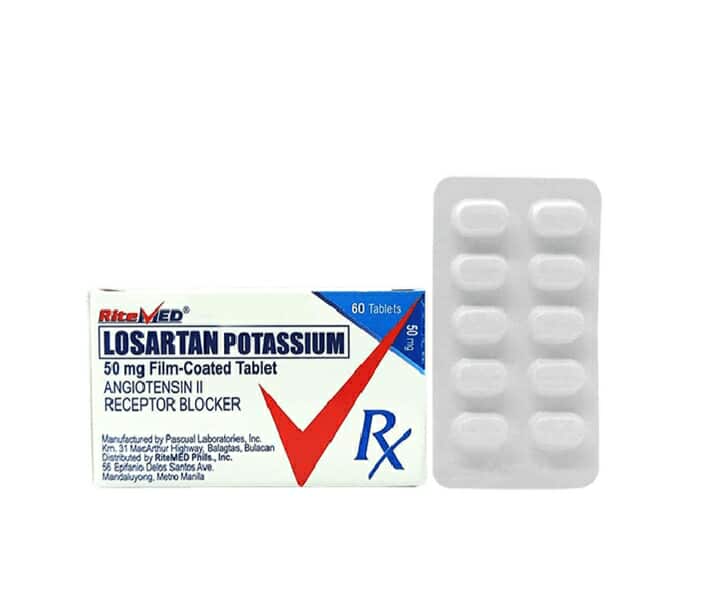 RiteMED®
60 Tablets
50 mg
LOSARTAN POTASSIUM
50 mg Film-Coated Tablet
ANGIOTENSIN II
RECEPTOR BLOCKER
Rx
Manufactured by Pascual Laboratories, Inc.
Km. 31 MacArthur Highway, Balagtas, Bulacan
Distributed by RiteMED Phils., Inc.
56 Epifanio Delos Santos Ave.
Mandaluyong, Metro Manila